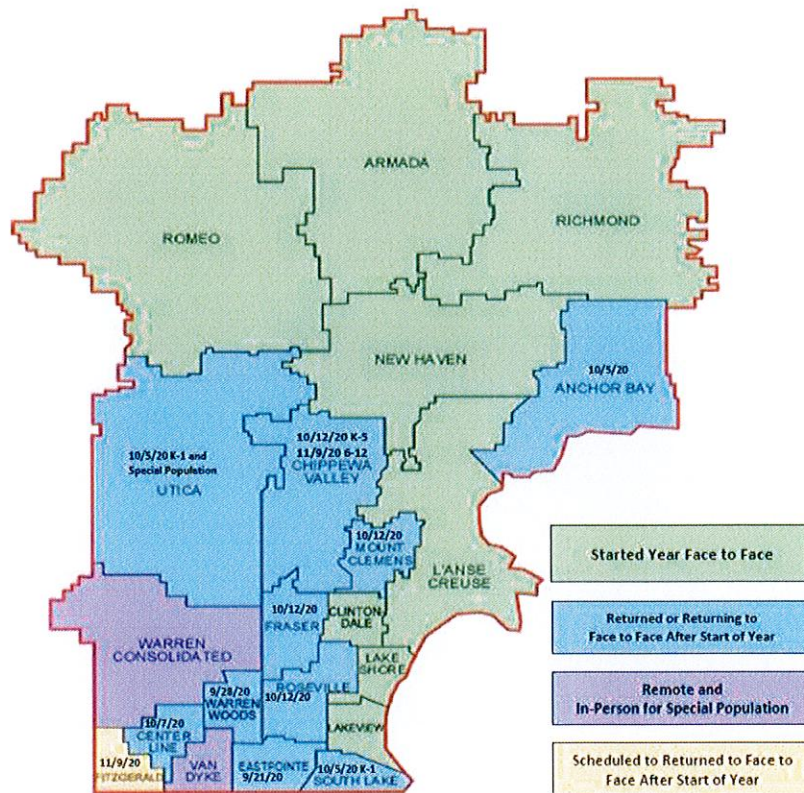 ARMADA
RICHMOND
ROMEO
NEW HAVEN
10/5/20
ANCHOR BAY
10/12/20 K-5
11/9/20 6-12
CHIPPEWA
VALLEY
10/5/20 K-1 and
Special Population
UTICA
10/12/20
MOUNT
CLEMENS
L'ANSE
CREUSE
10/12/20
FRASER
CLINTON-
DALE
WARREN
CONSOLIDATED
LAKE
SHORE
ROSEVILLE
10/12/20
9/28/20
WARREN
WOODS
LAKEVIEW
10/7/20
CENTER
LINE
11/9/20
FITZGERALD
VAN
DYKE
EASTPOINTE
9/21/20
10/5/20 K-1
SOUTH LAKE
Started Year Face to Face
Returned or Returning to
Face to Face After Start of Year
Remote and
In-Person for Special Population
Scheduled to Returned to Face to
Face After Start of Year